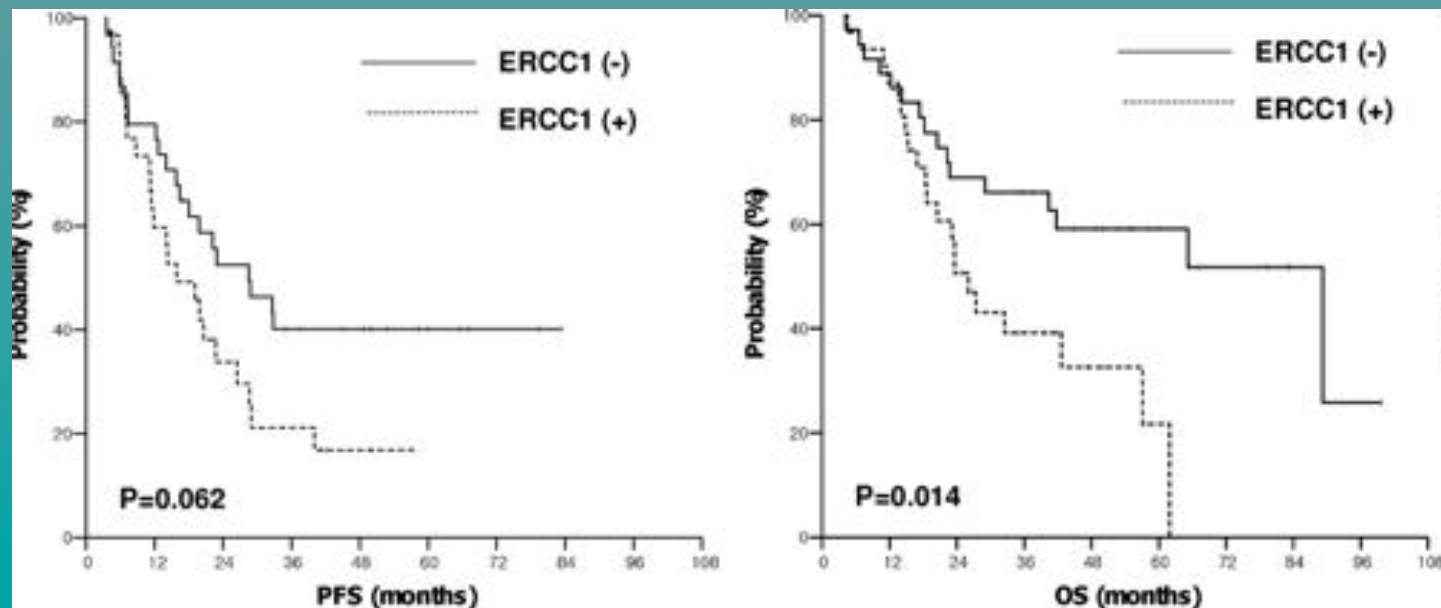 100
80
60
40
20
0
Probability (%)
ERCC1 (-)
ERCC1 (+)
P=0.062
0 12 24 36 48 60 72 84 96 108
PFS (months)
100
80
60
40
20
0
Probability (%)
ERCC1 (-)
ERCC1 (+)
P=0.014
0 12 24 36 48 60 72 84 96 108
OS (months)